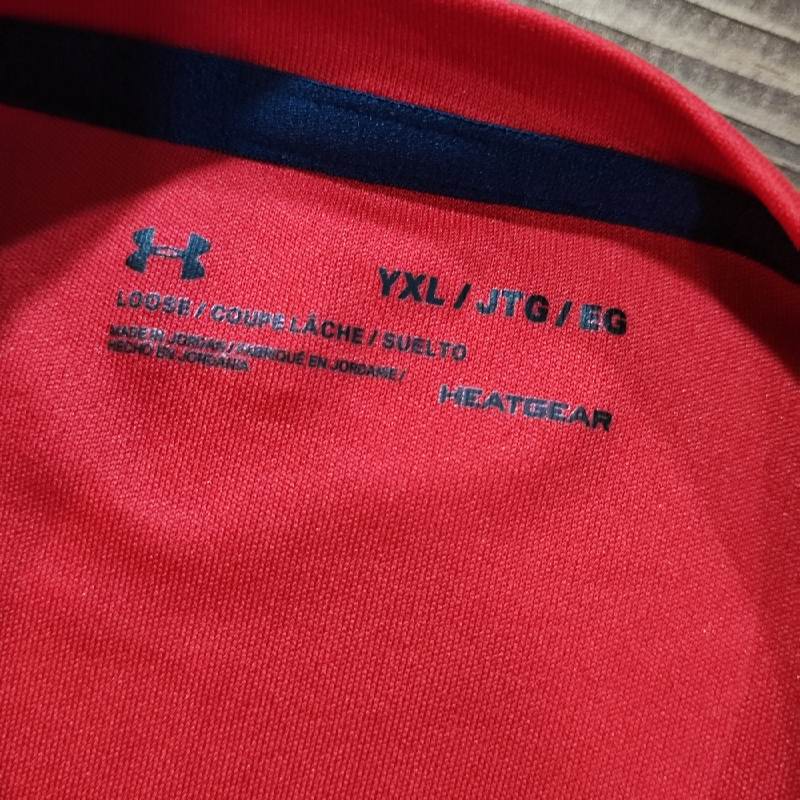 YXL / JTG / EG
LOOSE / COUPE LÂCHE / SUELTO
MADE IN JORDAN / FABRIQUÉ EN JORDANIE /
HECHO EN JORDANIA
HEATGEAR